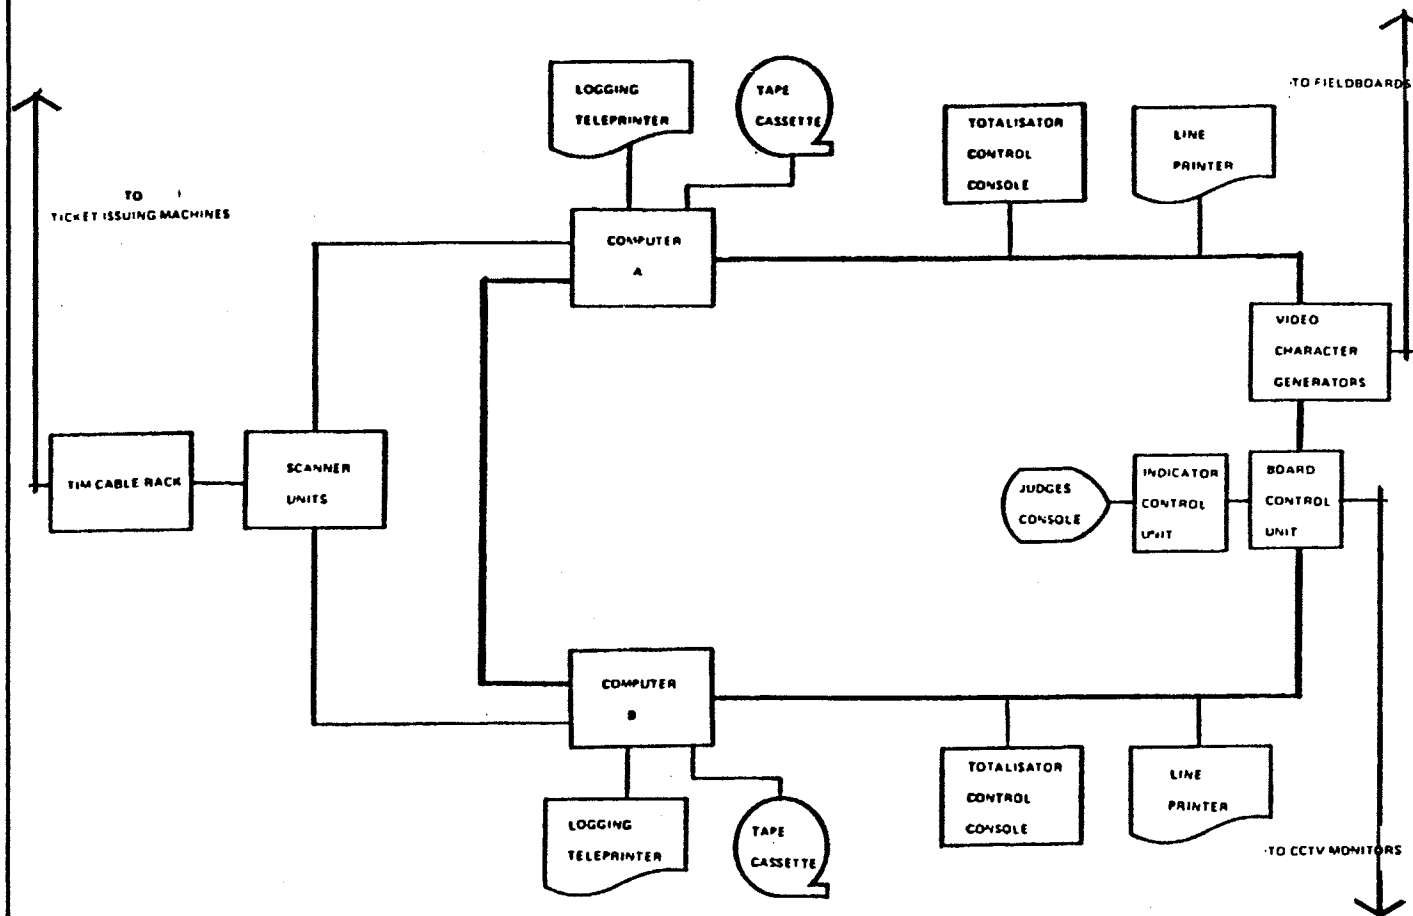 LOGGING
TELEPRINTER
TAPE
CASSETTE
TO FIELDBOARDS
TOTALISATOR
CONTROL
CONSOLE
LINE
PRINTER
TO
TICKET ISSUING MACHINES
COMPUTER
A
VIDEO
CHARACTER
GENERATORS
TIM CABLE RACK
SCANNER
UNITS
JUDGES
CONSOLE
INDICATOR
CONTROL
UNIT
BOARD
CONTROL
UNIT
COMPUTER
B
LOGGING
TELEPRINTER
TAPE
CASSETTE
TOTALISATOR
CONTROL
CONSOLE
LINE
PRINTER
TO CCTV MONITORS